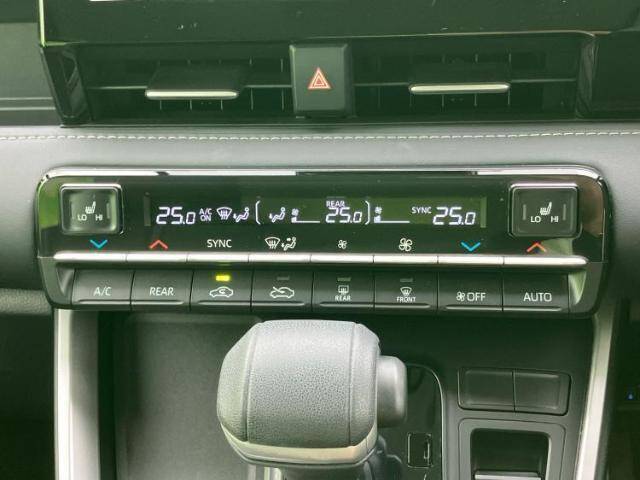 REAR
25.0 A/C ON 25.0 SYNC 25.0
LO HI
LO HI
SYNC
A/C REAR REAR FRONT OFF AUTO